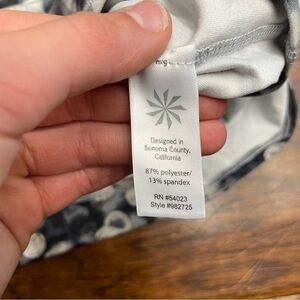 Designed in
Sonoma County,
California
87% polyester/
13% spandex
RN #54023
Style #982725